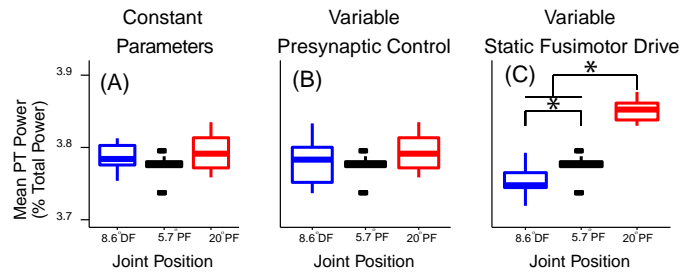 Constant
Parameters
Variable
Presynaptic Control
Variable
Static Fusimotor Drive
Mean PT Power
(% Total Power)
3.9
3.8
3.7
(A)
8.6°DF
5.7°PF
20°PF
Joint Position
(B)
8.6°DF
5.7°PF
20°PF
Joint Position
(C)
*
*
8.6°DF
5.7°PF
20°PF
Joint Position